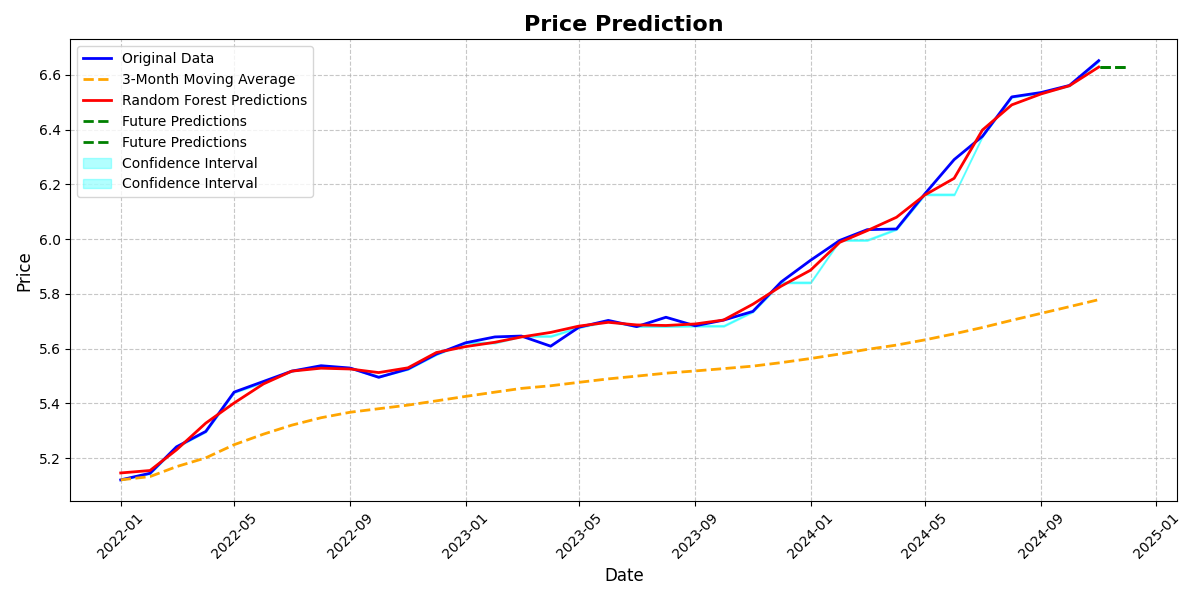 Price Prediction
Original Data
3-Month Moving Average
Random Forest Predictions
Future Predictions
Future Predictions
Confidence Interval
Confidence Interval
Price
6.6
6.4
6.2
6.0
5.8
5.6
5.4
5.2
2022-01
2022-05
2022-09
2023-01
2023-05
2023-09
2024-01
2024-05
2024-09
2025-01
Date